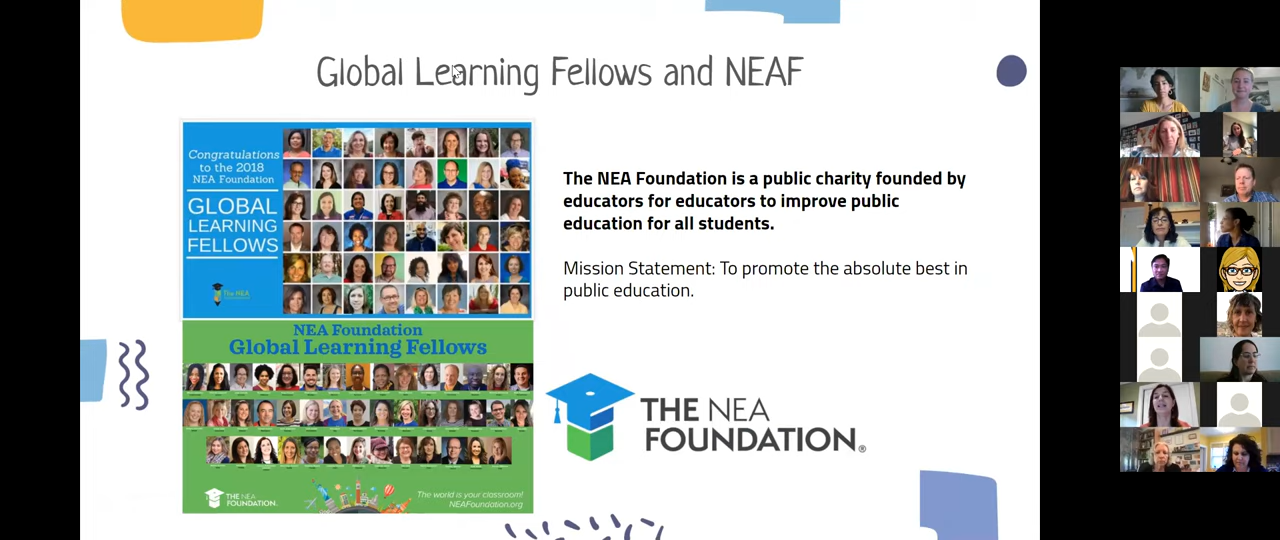 Global Learning Fellows and NEAF
Congratulations
to the 2018
NEA Foundation
GLOBAL
LEARNING
FELLOWS
The NEA
NEA Foundation
Global Learning Fellows
THE NEA
FOUNDATION
The world is your classroom!
NEAFoundation.org
The NEA Foundation is a public charity founded by
educators for educators to improve public
education for all students.
Mission Statement: To promote the absolute best in
public education.
THE NEA
FOUNDATION®